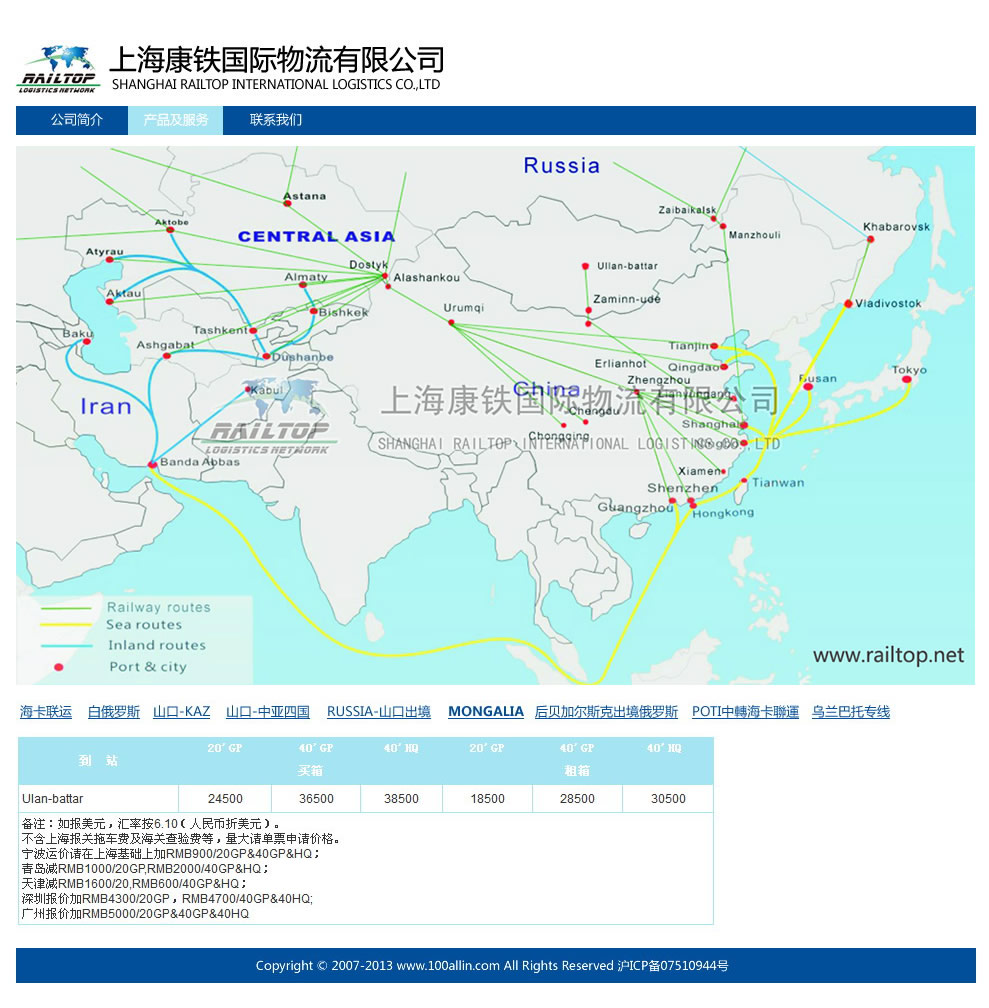 RAILTOP
LOGISTICS NETWORK
上海康铁国际物流有限公司
SHANGHAI RAILTOP INTERNATIONAL LOGISTICS CO.,LTD
公司简介 产品及服务 联系我们
Russia
Astana
Zaibaikalsk
Aktobe
Khabarovsk
Manzhouli
CENTRAL ASIA
Atyrau
Dostyk
Ullan-battar
Almaty
Alashankou
Aktau
Zaminn-ude
Vladivostok
Urumqi
Bishkek
Tashkent
Baku
Ashgabat
Tianjin
Dushanbe
Erlianhot
Qingdao
Tokyo
Zhengzhou
Busan
Kabul
China
Lianyundang
Iran
上海康铁国际物流有限公司
Chengdu
Shanghai
RAILTOP
Chongqing
SHANGHAI RAILTOP INTERNATIONAL LOGISTICS CO.,LTD
Ningbo
LOGISTICS NETWORK
Banda Abbas
Xiamen
Tianwan
Shenzhen
Guangzhou
Hongkong
Railway routes
Sea routes
Inland routes
Port & city
www.railtop.net
海卡联运 白俄罗斯 山口-KAZ 山口-中亚四国 RUSSIA-山口出境 MONGALIA 后贝加尔斯克出境俄罗斯 POTI中轉海卡聯運 乌兰巴托专线
到 站 20'GP 40'GP 40'HQ 20'GP 40'GP 40'HQ
买箱 租箱
Ulan-battar 24500 36500 38500 18500 28500 30500
备注：如报美元，汇率按6.10（人民币折美元）。
不含上海报关拖车费及海关查验费等，量大请单票申请价格。
宁波运价请在上海基础上加RMB900/20GP&40GP&HQ；
青岛减RMB1000/20GP,RMB2000/40GP&HQ；
天津减RMB1600/20,RMB600/40GP&HQ；
深圳报价加RMB4300/20GP，RMB4700/40GP&40HQ;
广州报价加RMB5000/20GP&40GP&40HQ
Copyright © 2007-2013 www.100allin.com All Rights Reserved 沪ICP备07510944号